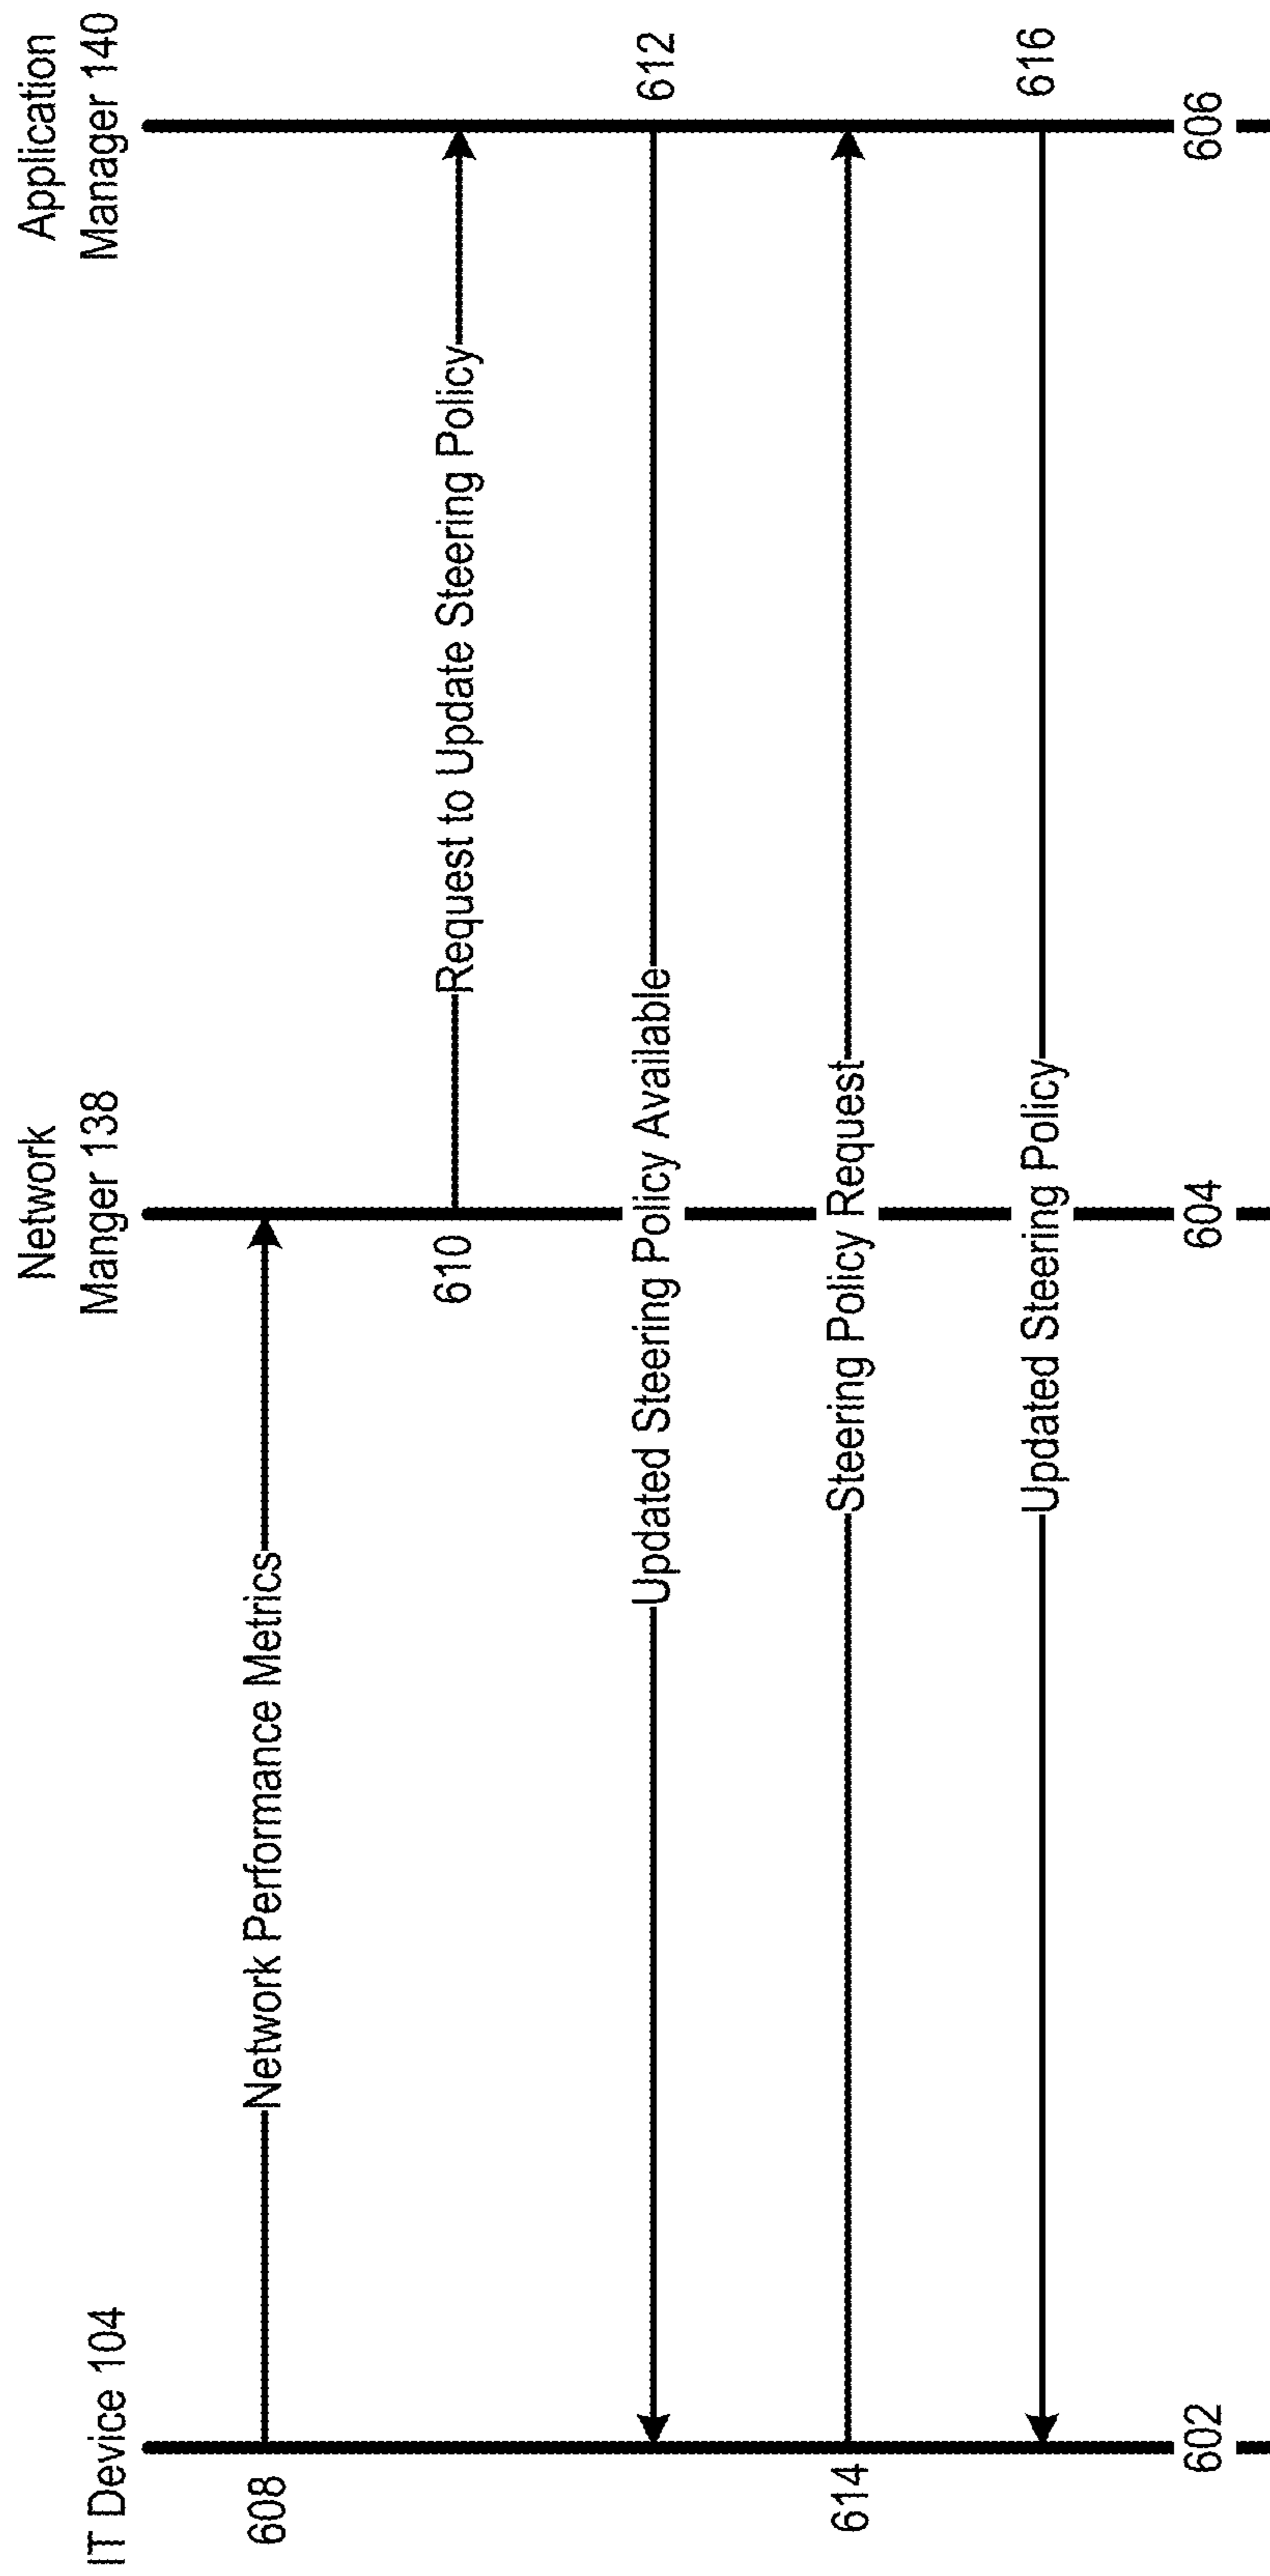 IT Device 104
Network
Manger 138
Application
Manager 140
608
Network Performance Metrics
610
Request to Update Steering Policy
Updated Steering Policy Available
612
614
Steering Policy Request
Updated Steering Policy
616
602
604
606